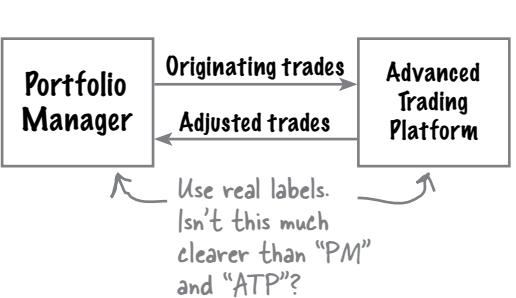 Portfolio
Manager
Originating trades
Adjusted trades
Advanced
Trading
Platform
Use real labels.
Isn't this much
clearer than "PM"
and "ATP"?